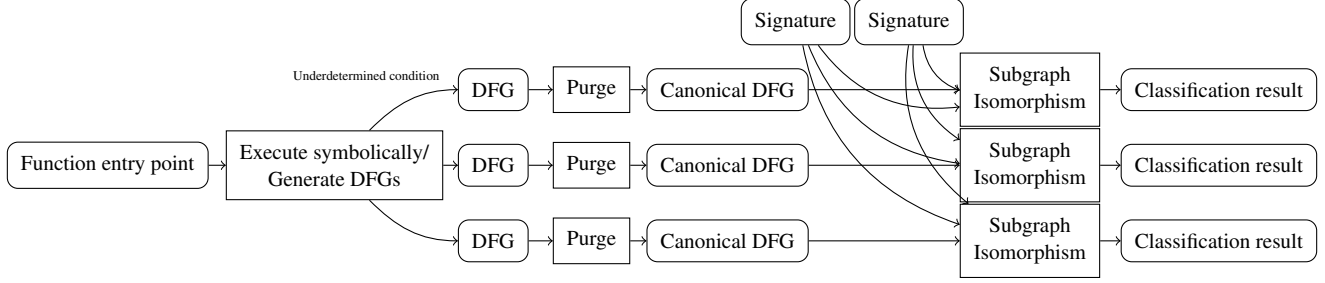 Signature
Signature
Underdetermined condition
DFG
Purge
Canonical DFG
Subgraph
Isomorphism
Classification result
Function entry point
Execute symbolically/
Generate DFGs
DFG
Purge
Canonical DFG
Subgraph
Isomorphism
Classification result
DFG
Purge
Canonical DFG
Subgraph
Isomorphism
Classification result